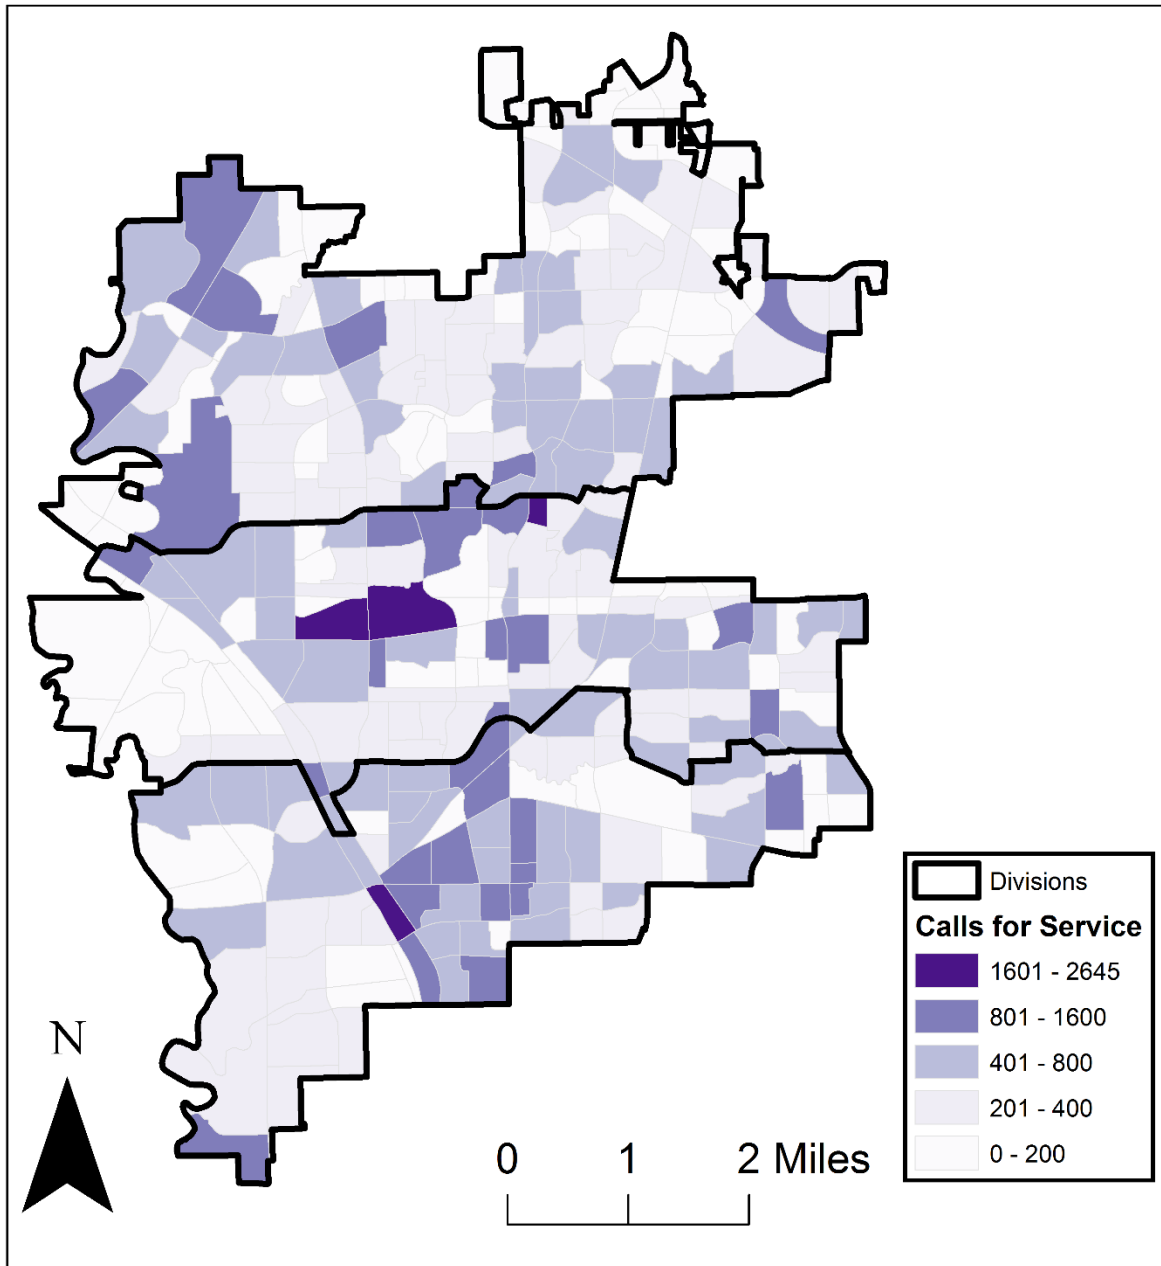 Divisions
Calls for Service
1601 - 2645
801 - 1600
401 - 800
201 - 400
0 - 200
N
0 1 2 Miles